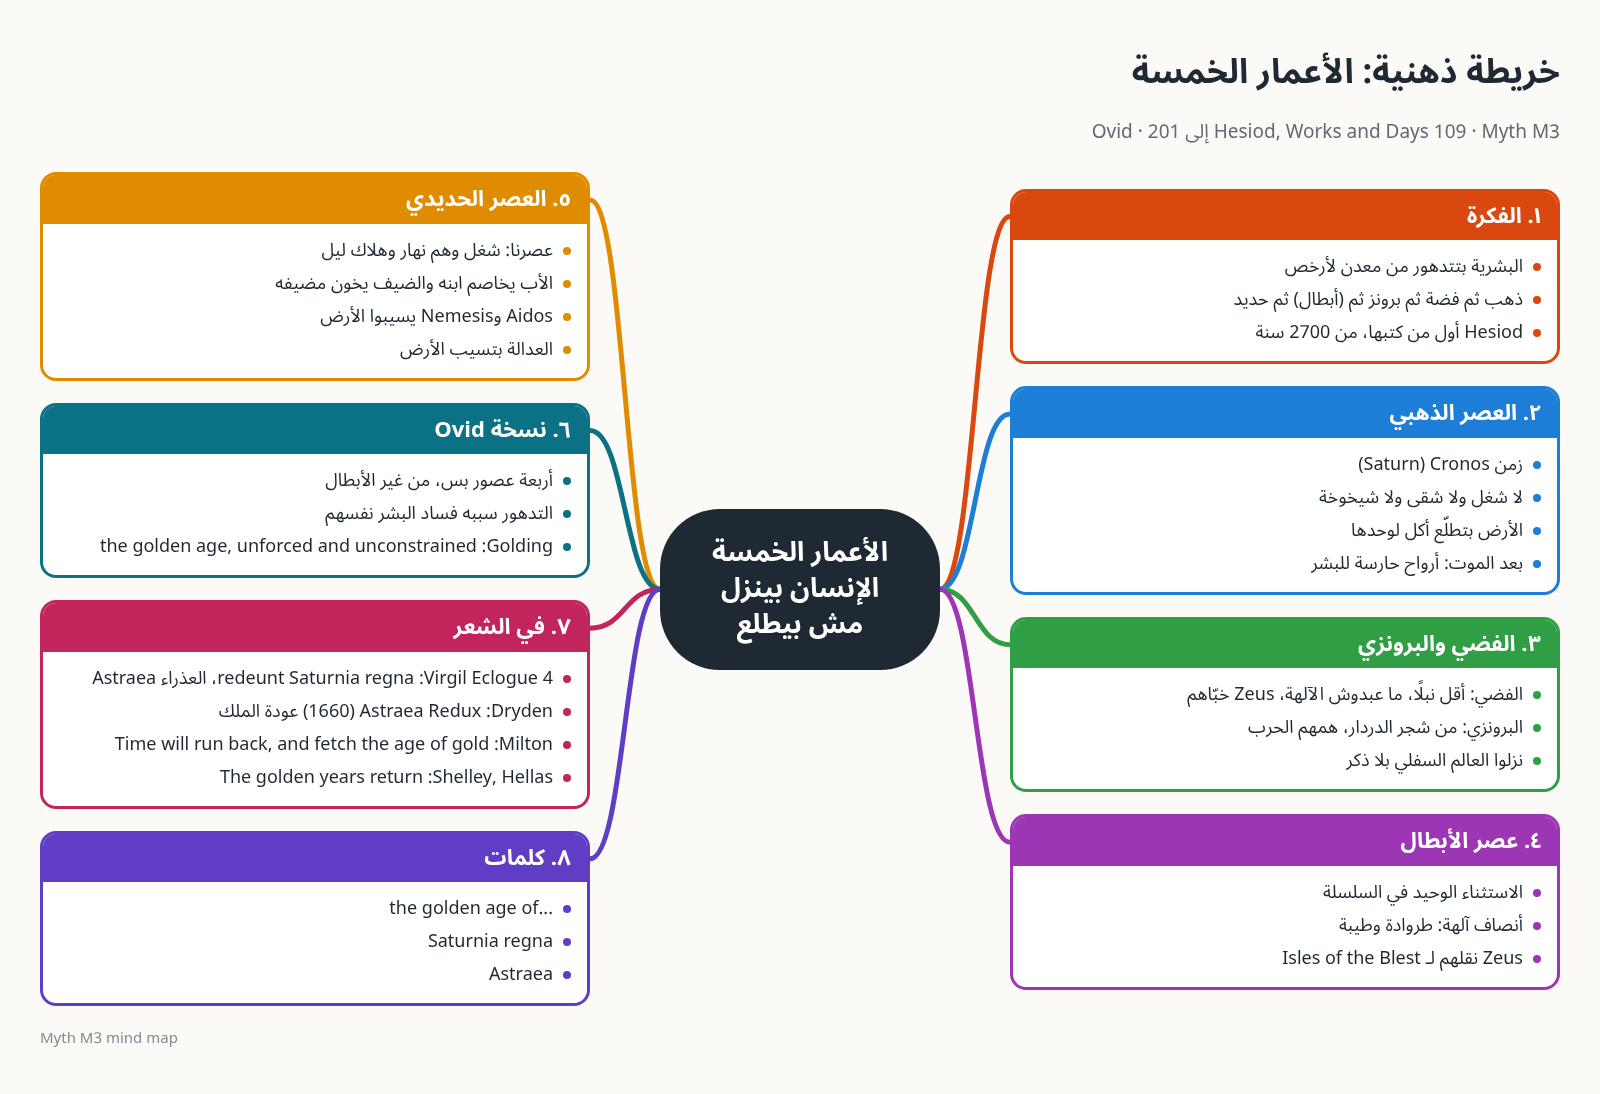 خريطة ذهنية: الأعمار الخمسة
Myth M3 · Hesiod, Works and Days 109 إلى 201 · Ovid
١. الفكرة
البشرية بتتدهور من معدن لأرخص
ذهب ثم فضة ثم برونز ثم (أبطال) ثم حديد
Hesiod أول من كتبها، من 2700 سنة
٢. العصر الذهبي
زمن Cronos (Saturn)
لا شغل ولا شقى ولا شيخوخة
الأرض بتطلّع أكل لوحدها
بعد الموت: أرواح حارسة للبشر
٣. الفضي والبرونزي
الفضي: أقل نبلًا، ما عبدوش الآلهة، Zeus خبّاهم
البرونزي: من شجر الدردار، همهم الحرب
نزلوا العالم السفلي بلا ذكر
٤. عصر الأبطال
الاستثناء الوحيد في السلسلة
أنصاف آلهة: طروادة وطيبة
Zeus نقلهم لـ Isles of the Blest
الأعمار الخمسة
الإنسان بينزل
مش بيطلع
٥. العصر الحديدي
عصرنا: شغل وهم نهار وهلاك ليل
الأب يخاصم ابنه والضيف يخون مضيفه
Aidos وNemesis يسيبوا الأرض
العدالة بتسيب الأرض
٦. نسخة Ovid
أربعة عصور بس، من غير الأبطال
التدهور سببه فساد البشر نفسهم
Golding: the golden age, unforced and unconstrained
٧. في الشعر
Virgil Eclogue 4: redeunt Saturnia regna، العذراء Astraea
Dryden: Astraea Redux (1660) عودة الملك
Milton: Time will run back, and fetch the age of gold
Shelley, Hellas: The golden years return
٨. كلمات
the golden age of...
Saturnia regna
Astraea
Myth M3 mind map